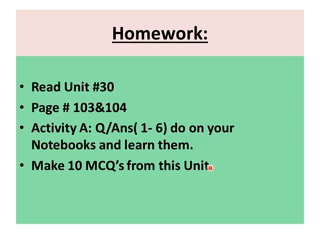 Homework:
• Read Unit #30
• Page # 103&104
• Activity A: Q/Ans( 1- 6) do on your
Notebooks and learn them.
• Make 10 MCQ's from this Unit.